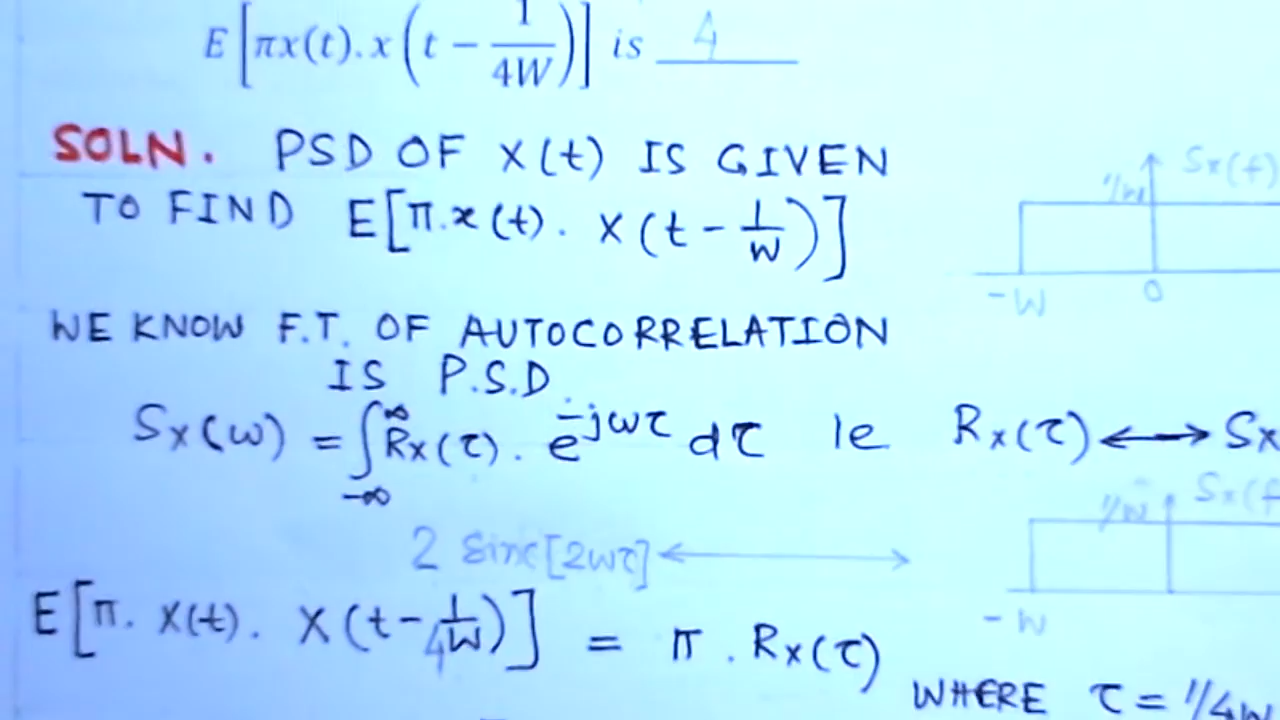 E[πx(t).x(t − 1/4W)] is 4
SOLN. PSD OF X(t) IS GIVEN
TO FIND E[π.x(t). X(t-1/W)]
1/W Sx(f)
-W 0
WE KNOW F.T. OF AUTOCORRELATION
IS P.S.D.
Sx(ω) = ∫_{-∞}^{∞} Rx(τ). e^{-jωτ} dτ ie Rx(τ) ↔ Sx
1/W Sx(f
2 Sinc[2Wτ] ↔
-W
E[π. X(t). X(t-1/4W)] = π . Rx(τ)
WHERE τ = 1/4W